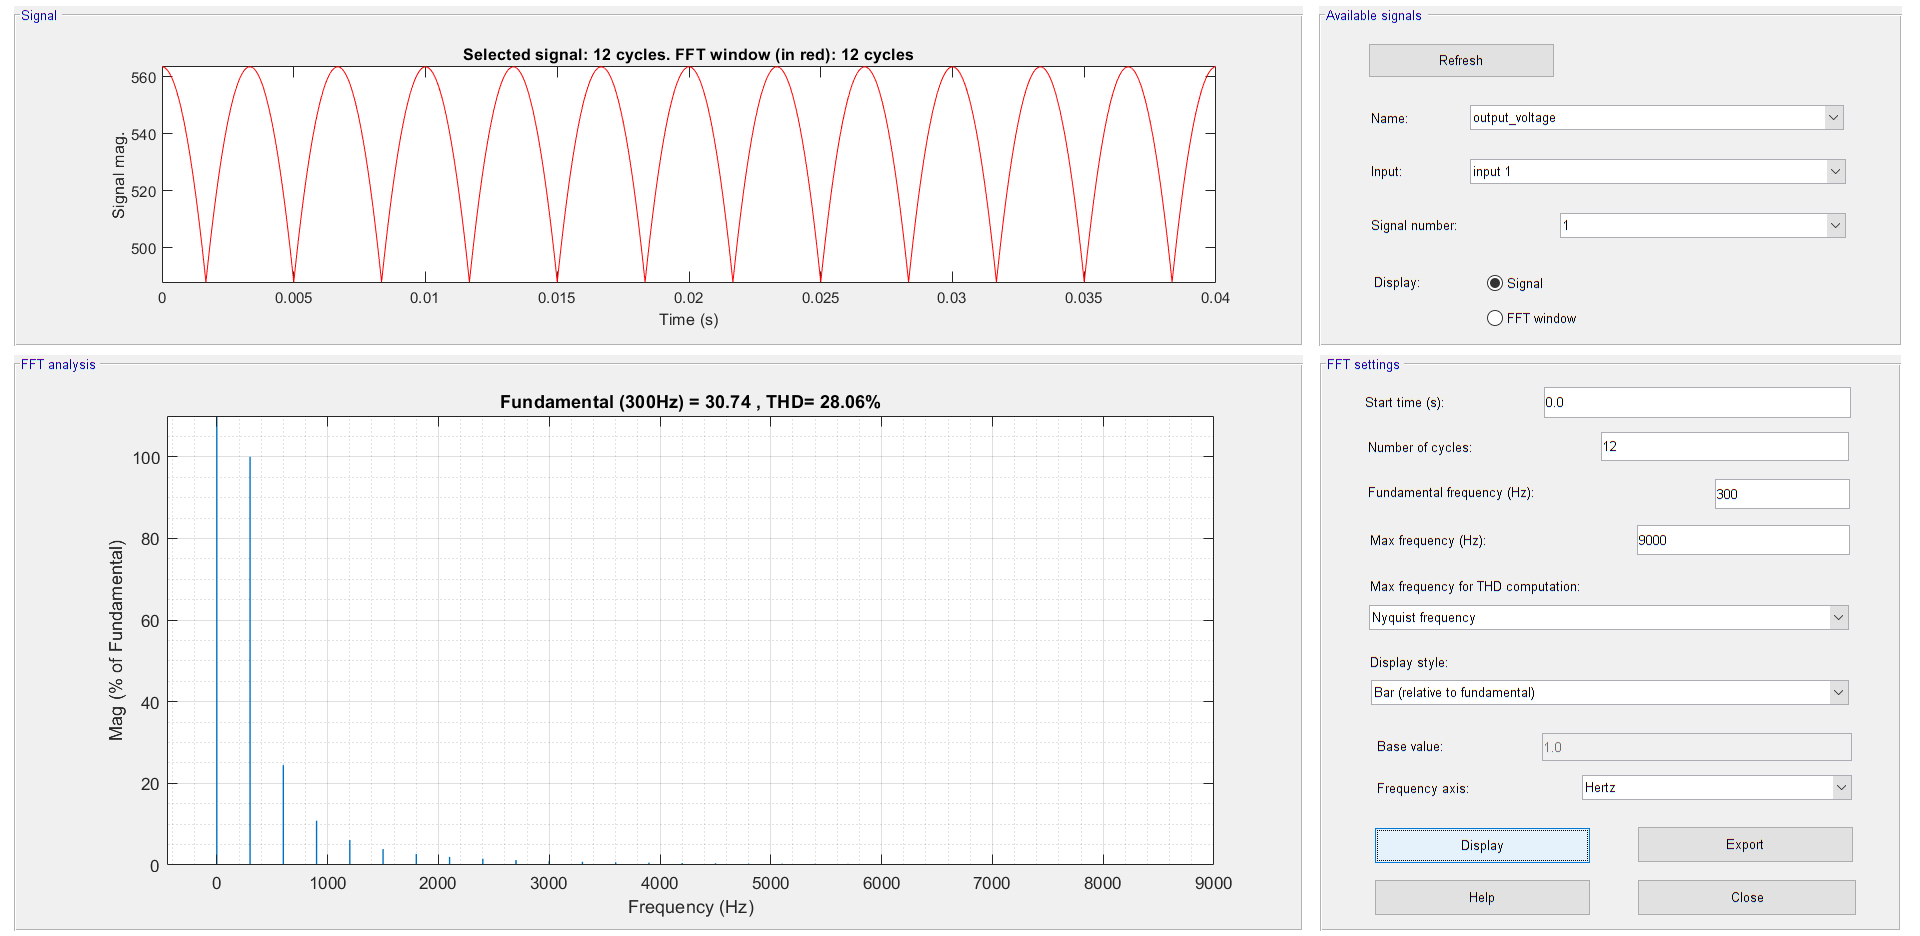 Signal
Selected signal: 12 cycles. FFT window (in red): 12 cycles
560
540
520
500
Signal mag.
0 0.005 0.01 0.015 0.02 0.025 0.03 0.035 0.04
Time (s)
Available signals
Refresh
Name: output_voltage
Input: input 1
Signal number: 1
Display: Signal
FFT window
FFT analysis
Fundamental (300Hz) = 30.74 , THD= 28.06%
100
80
60
40
20
0
Mag (% of Fundamental)
0 1000 2000 3000 4000 5000 6000 7000 8000 9000
Frequency (Hz)
FFT settings
Start time (s): 0.0
Number of cycles: 12
Fundamental frequency (Hz): 300
Max frequency (Hz): 9000
Max frequency for THD computation:
Nyquist frequency
Display style:
Bar (relative to fundamental)
Base value: 1.0
Frequency axis: Hertz
Display Export
Help Close